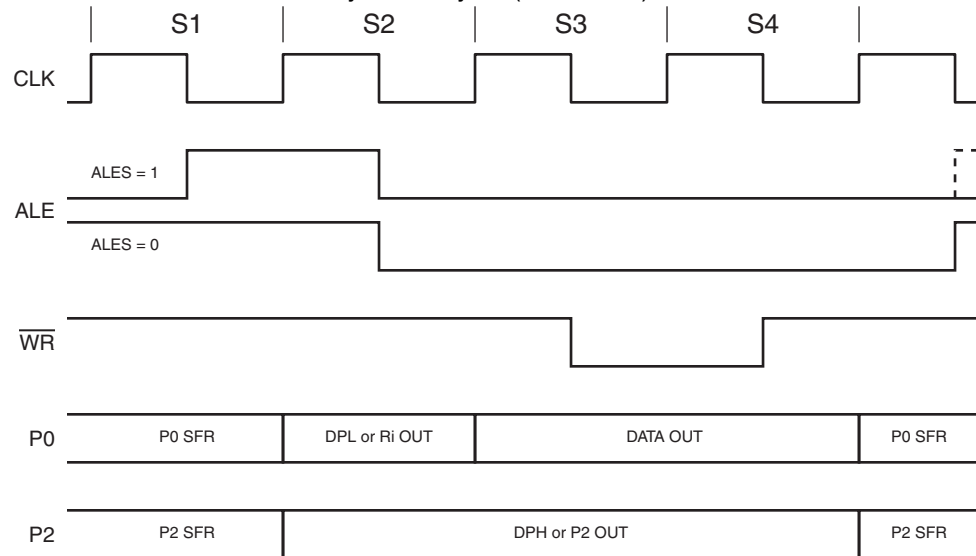 S1 S2 S3 S4
CLK
ALES = 1
ALE
ALES = 0
WR
P0 P0 SFR DPL or Ri OUT DATA OUT P0 SFR
P2 P2 SFR DPH or P2 OUT P2 SFR